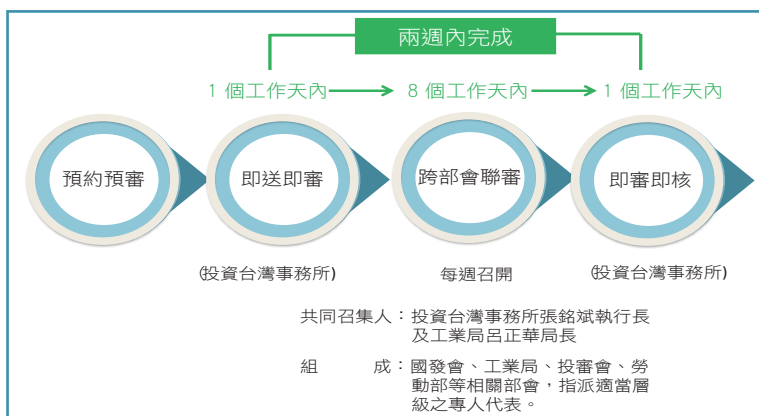 兩週內完成
1 個工作天內
8 個工作天內
1 個工作天內
預約預審
即送即審
跨部會聯審
即審即核
(投資台灣事務所)
每週召開
(投資台灣事務所)
共同召集人：投資台灣事務所張銘斌執行長
及工業局呂正華局長
組 成：國發會、工業局、投審會、勞
動部等相關部會，指派適當層
級之專人代表。